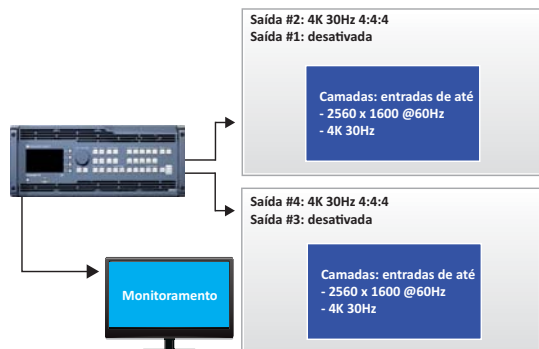 Saída #2: 4K 30Hz 4:4:4
Saída #1: desativada
Camadas: entradas de até
- 2560 x 1600 @60Hz
- 4K 30Hz
Saída #4: 4K 30Hz 4:4:4
Saída #3: desativada
Camadas: entradas de até
- 2560 x 1600 @60Hz
- 4K 30Hz
Monitoramento